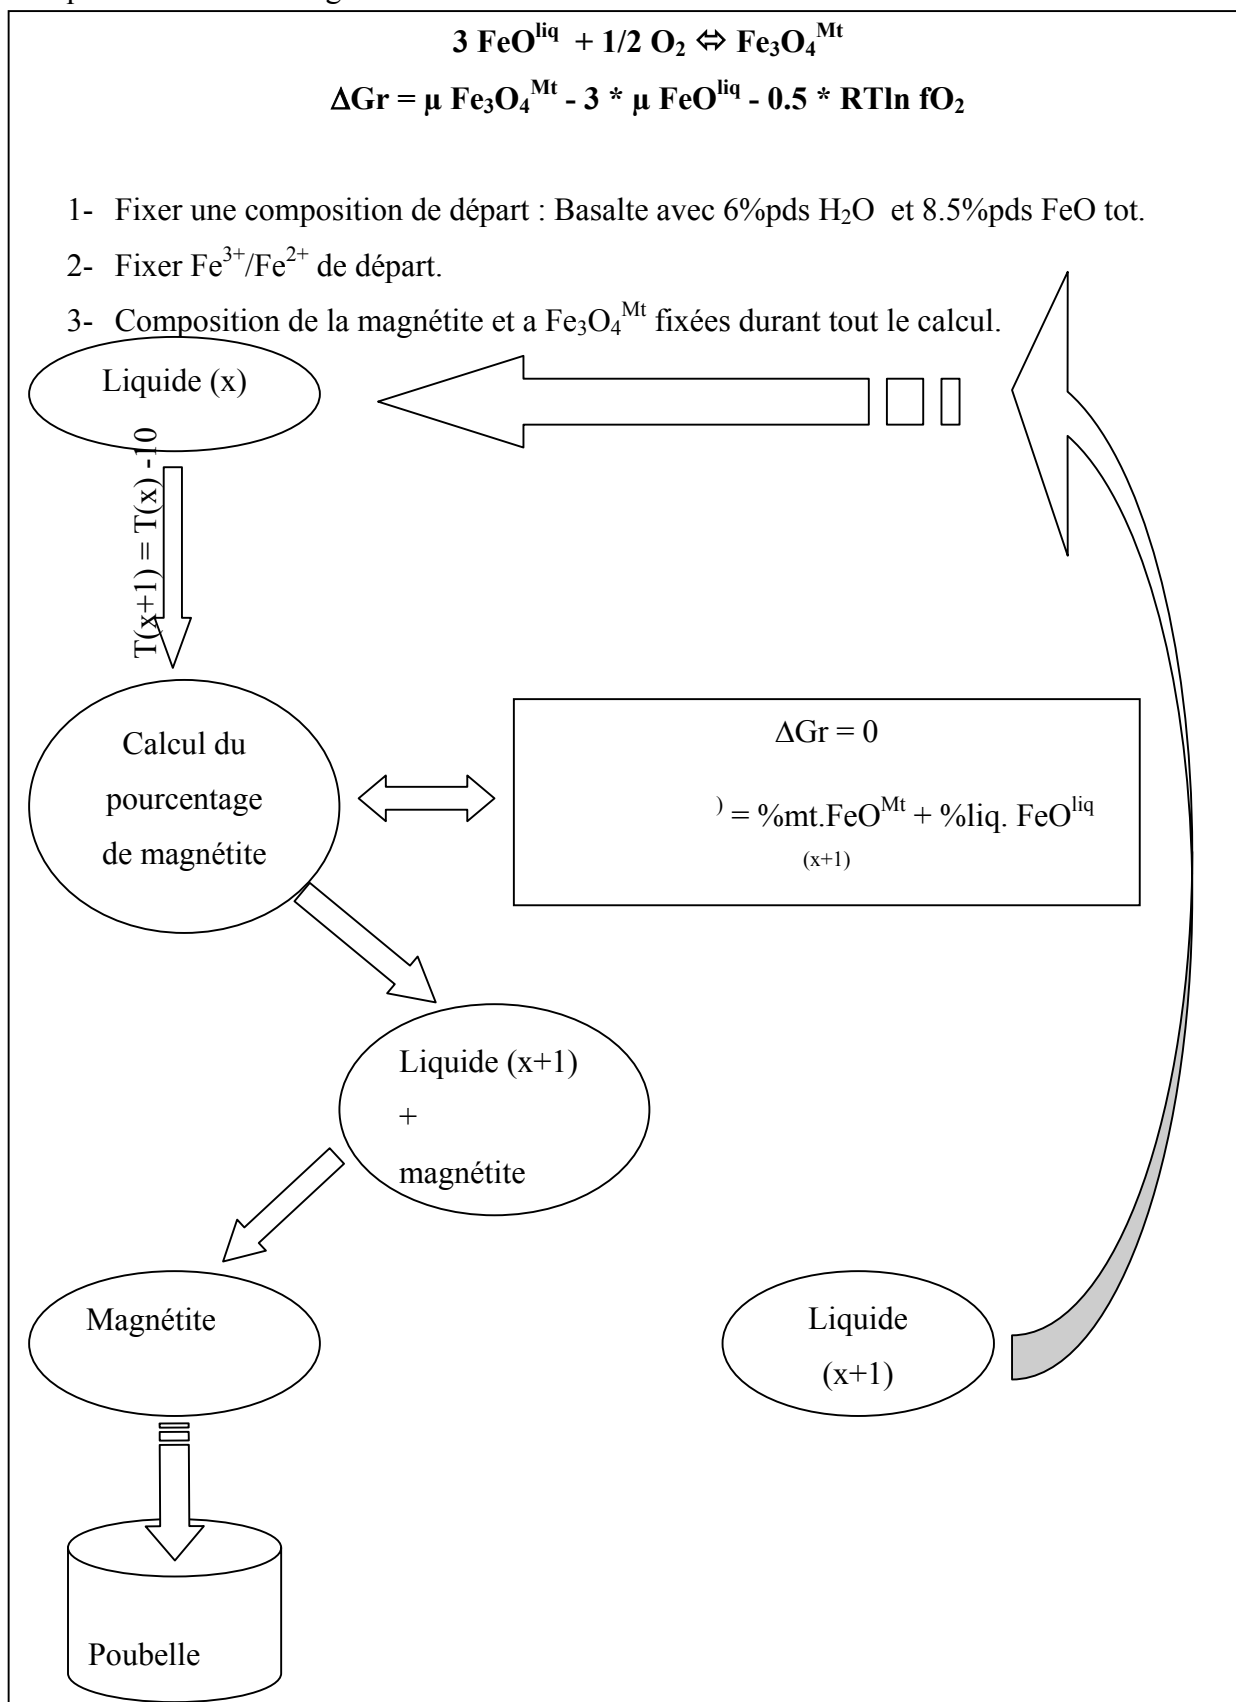 3 FeO^liq + 1/2 O₂ ⇔ Fe₃O₄^Mt
ΔGr = µ Fe₃O₄^Mt - 3 * µ FeO^liq - 0.5 * RTln fO₂
1- Fixer une composition de départ : Basalte avec 6%pds H₂O et 8.5%pds FeO tot.
2- Fixer Fe³⁺/Fe²⁺ de départ.
3- Composition de la magnétite et a Fe₃O₄^Mt fixées durant tout le calcul.
Liquide (x)
T(x+1) = T(x) -10
Calcul du
pourcentage
de magnétite
ΔGr = 0
) = %mt.FeO^Mt + %liq. FeO^liq
(x+1)
Liquide (x+1)
+
magnétite
Magnétite
Liquide
(x+1)
Poubelle